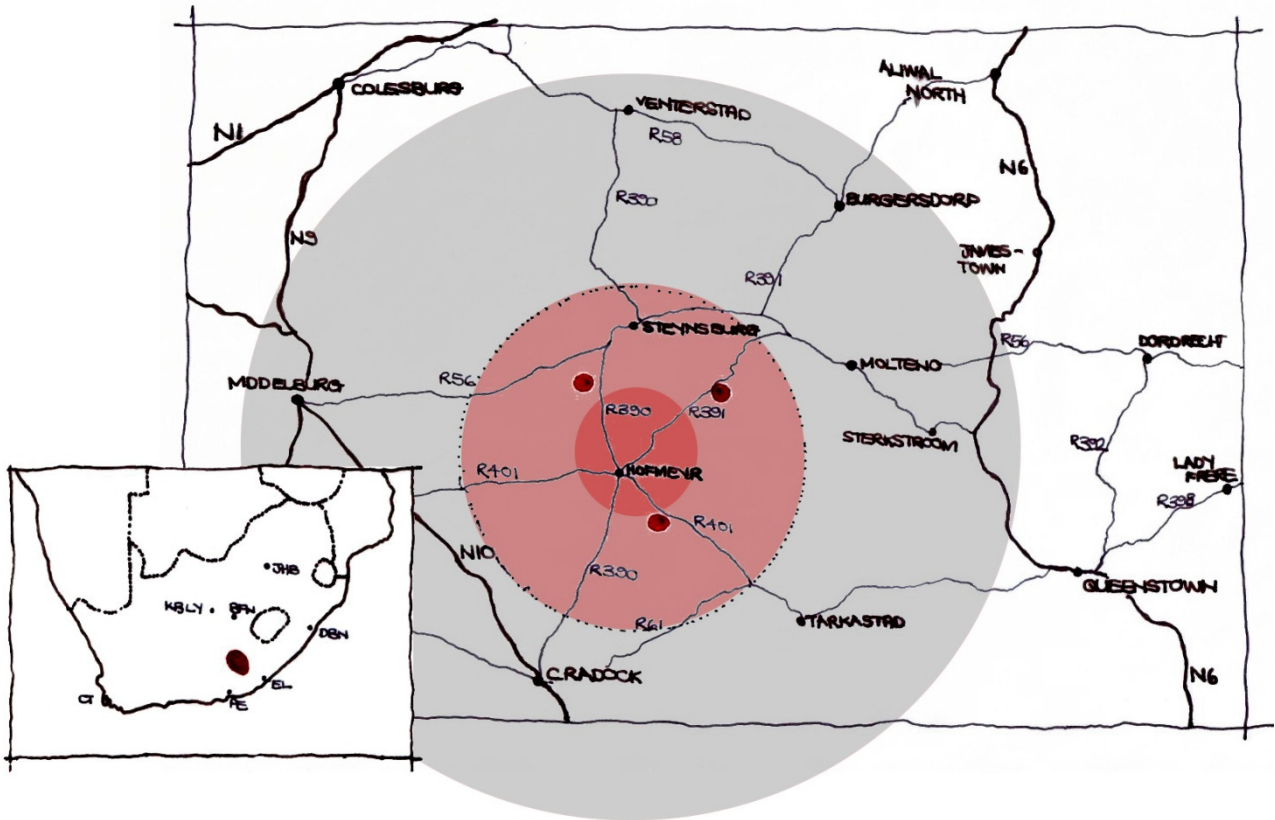 ALIWAL
NORTH
COLESBURG
VENTERSTAD
N1
R58
N6
R390
BURGERSDORP
N9
JAMES-
TOWN
R391
STEYNSBURG
R56
DORDRECHT
MOLTENO
R56
MIDDELBURG
R390
R391
STERKSTROOM
R392
LADY
FRERE
R401
HOFMEYR
R398
R401
N10
R390
QUEENSTOWN
R61
TARKASTAD
CRADOCK
N6
JHB
KBLY
BFN
DBN
EL
CT
PE